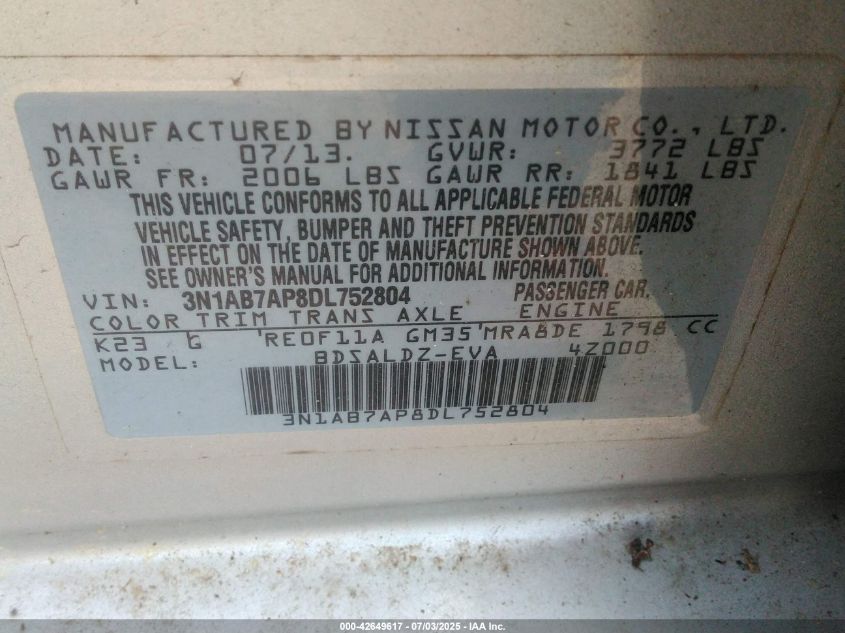 MANUFACTURED BY NISSAN MOTOR CO., LTD.
DATE: 07/13. GVWR: 3772 LBS
GAWR FR: 2006 LBS GAWR RR: 1841 LBS
THIS VEHICLE CONFORMS TO ALL APPLICABLE FEDERAL MOTOR
VEHICLE SAFETY, BUMPER AND THEFT PREVENTION STANDARDS
IN EFFECT ON THE DATE OF MANUFACTURE SHOWN ABOVE.
SEE OWNER'S MANUAL FOR ADDITIONAL INFORMATION.
VIN: 3N1AB7AP8DL752804 PASSENGER CAR.
COLOR TRIM TRANS AXLE ENGINE
K23 G RE0F11A GM35 MRA8DE 1798 CC
MODEL: BDSALDZ-EVA 4Z000
3N1AB7AP8DL752804
000-42649617 - 07/03/2025 - IAA Inc.